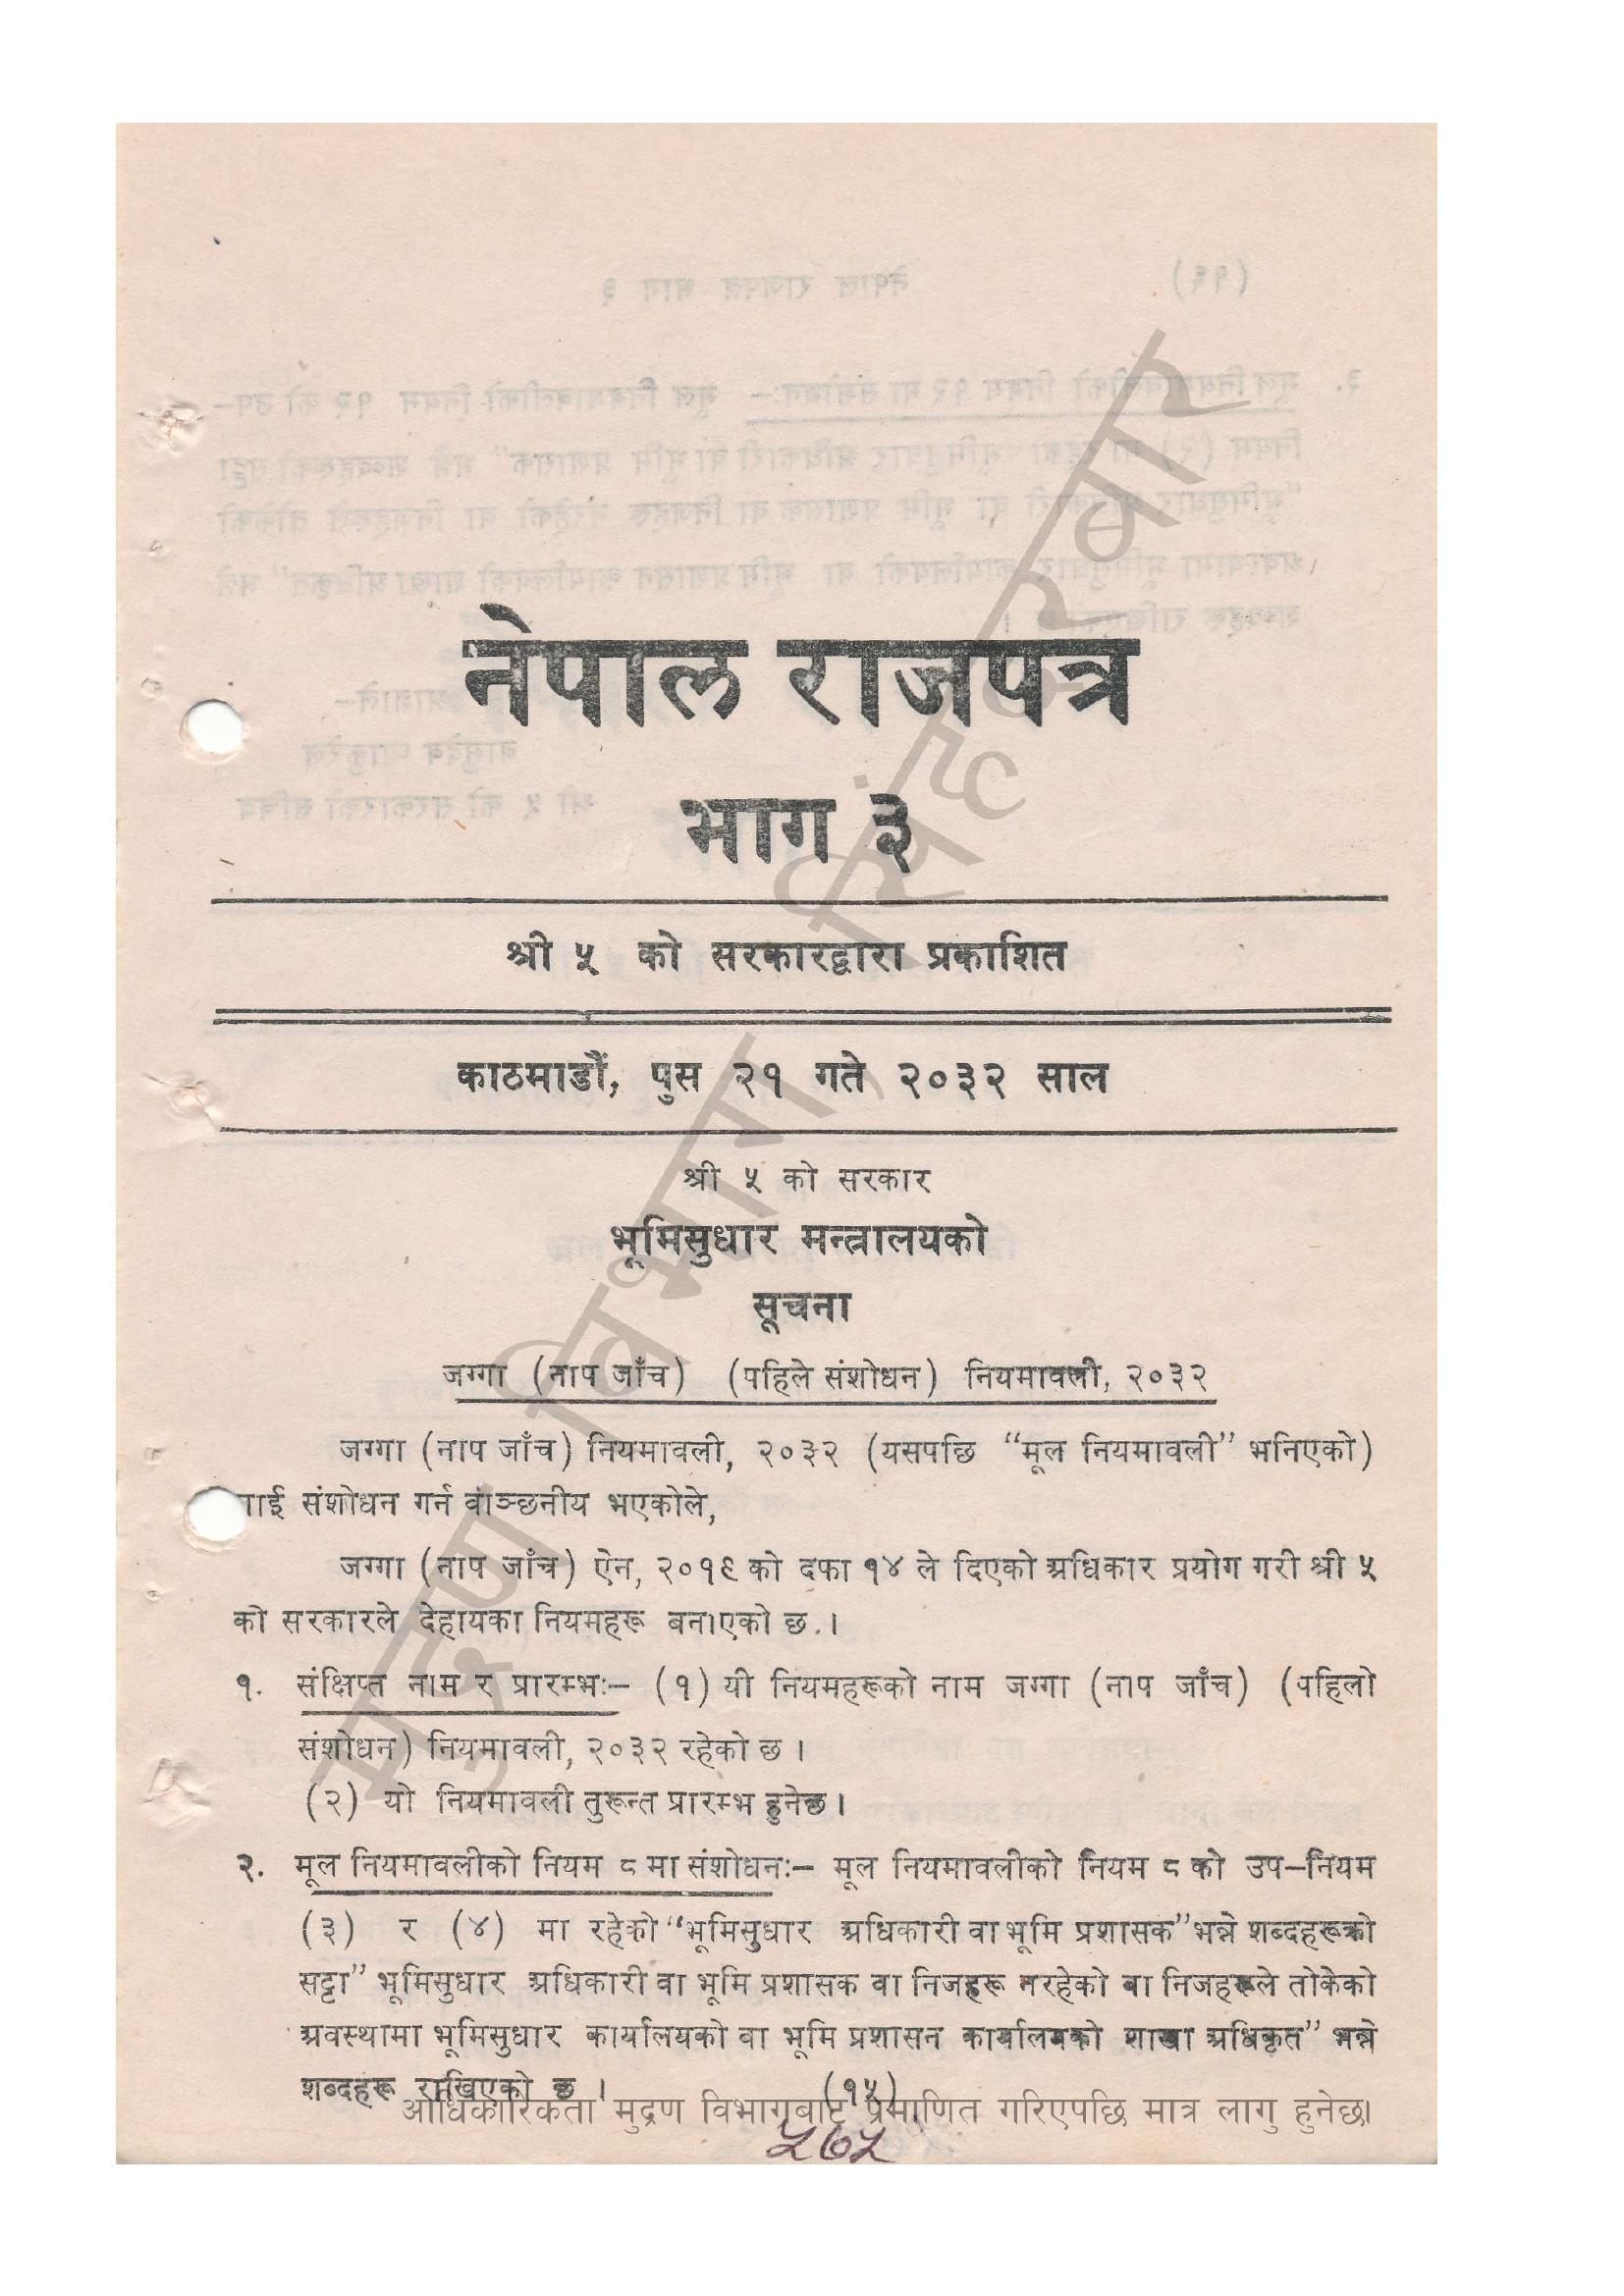 नेपाल राजपत्र
भाग ३
श्री ५ को सरकारद्वारा प्रकाशित
काठमाडौं, पुस २१ गते २०३२ साल
श्री ५ को सरकार
भूमिसुधार मन्त्रालयको
सूचना
जग्गा (नाप जाँच) (पहिले संशोधन) नियमावली, २०३२
जग्गा (नाप जाँच) नियमावली, २०३२ (यसपछि “मूल नियमावली” भनिएको)
लाई संशोधन गर्न वाञ्छनीय भएकोले,
जग्गा (नाप जाँच) ऐन, २०१९ को दफा १४ ले दिएको अधिकार प्रयोग गरी श्री ५
को सरकारले देहायका नियमहरू बनाएको छ ।
१. संक्षिप्त नाम र प्रारम्भः– (१) यी नियमहरूको नाम जग्गा (नाप जाँच) (पहिलो
संशोधन) नियमावली, २०३२ रहेको छ ।
(२) यो नियमावली तुरून्त प्रारम्भ हुनेछ ।
२. मूल नियमावलीको नियम ८ मा संशोधनः– मूल नियमावलीको नियम ८ को उप–नियम
(३) र (४) मा रहेको “भूमिसुधार अधिकारी वा भूमि प्रशासक” भन्ने शब्दहरूको
सट्टा” भूमिसुधार अधिकारी वा भूमि प्रशासक वा निजहरू नरहेको वा निजहरूले तोकेको
अवस्थामा भूमिसुधार कार्यालयको वा भूमि प्रशासन कार्यालयको शाखा अधिकृत” भन्ने
शब्दहरू राखिएको छ ।
(१५)
आधिकारिकता मुद्रण विभागबाट प्रमाणित गरिएपछि मात्र लागु हुनेछ।
५७५
मुद्रण विभाग, सिंहदरबार